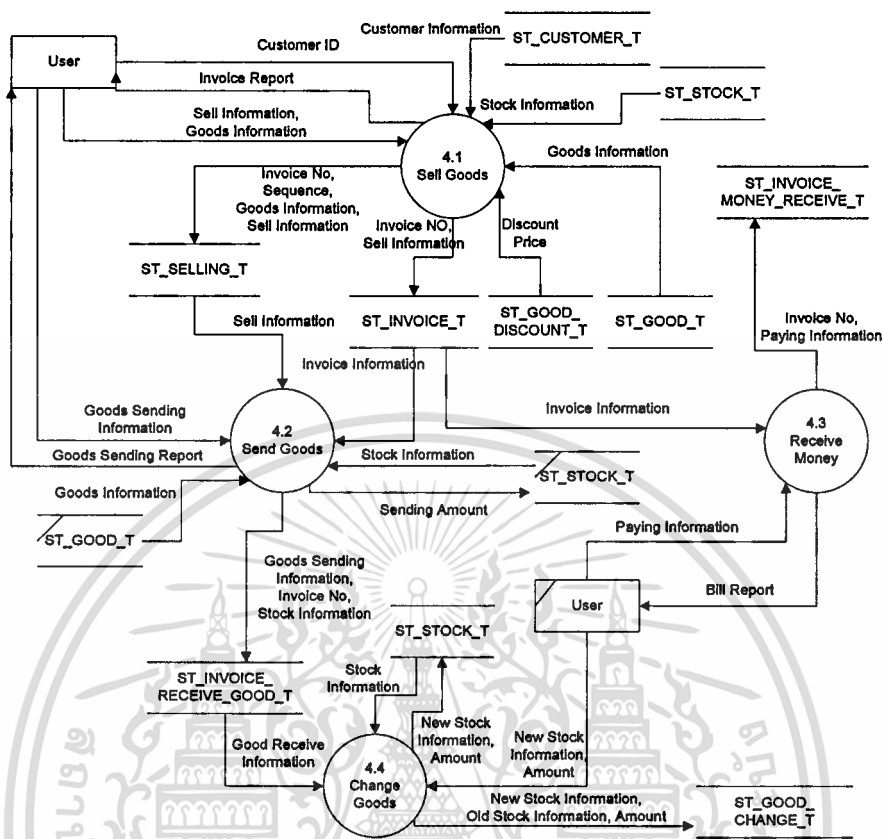 Customer Information
ST_CUSTOMER_T
User
Customer ID
Invoice Report
Stock Information
ST_STOCK_T
Sell Information,
Goods Information
4.1
Sell Goods
Goods Information
Invoice No,
Sequence,
Goods Information,
Sell Information
Invoice NO,
Sell Information
Discount
Price
ST_INVOICE_
MONEY_RECEIVE_T
ST_SELLING_T
ST_INVOICE_T
ST_GOOD_
DISCOUNT_T
ST_GOOD_T
Sell Information
Invoice Information
Invoice No,
Paying Information
Goods Sending
Information
4.2
Send Goods
Invoice Information
4.3
Receive
Money
Goods Sending Report
Stock Information
ST_STOCK_T
Goods Information
Sending Amount
ST_GOOD_T
Paying Information
Goods Sending
Information,
Invoice No,
Stock Information
User
Bill Report
ST_STOCK_T
ST_INVOICE_
RECEIVE_GOOD_T
Stock
Information
New Stock
Information,
Amount
New Stock
Information,
Amount
Good Receive
Information
4.4
Change
Goods
New Stock Information,
Old Stock Information, Amount
ST_GOOD_
CHANGE_T